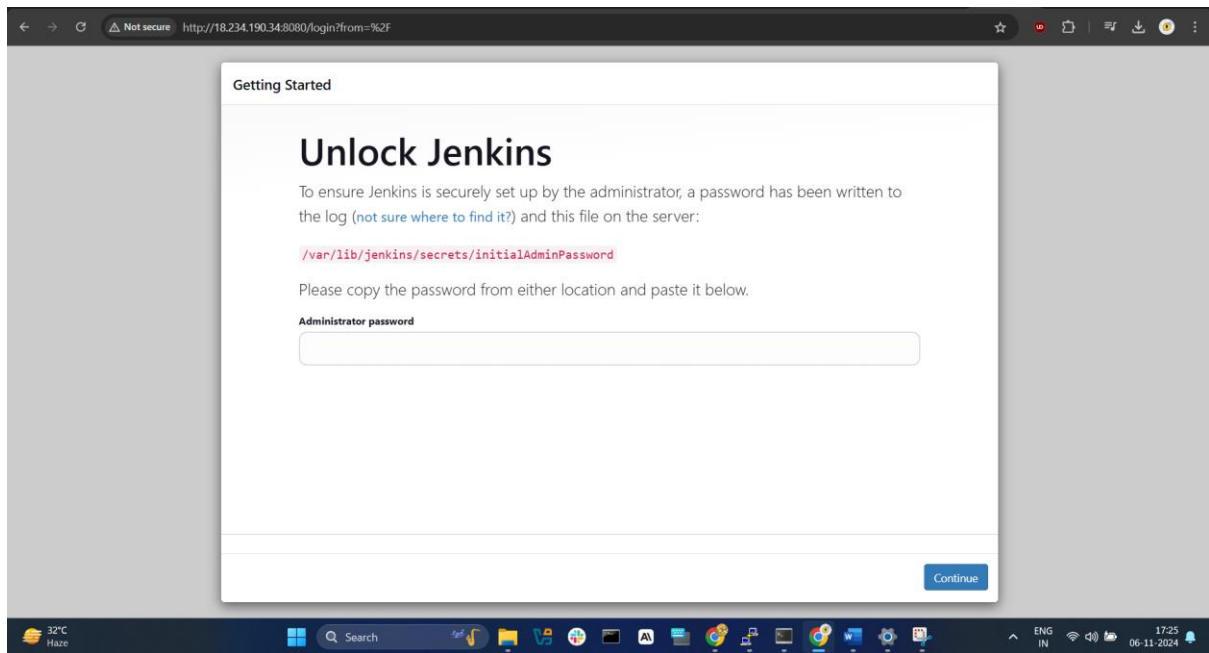 Not secure http://18.234.190.34:8080/login?from=%2F
Getting Started
Unlock Jenkins
To ensure Jenkins is securely set up by the administrator, a password has been written to
the log (not sure where to find it?) and this file on the server:
/var/lib/jenkins/secrets/initialAdminPassword
Please copy the password from either location and paste it below.
Administrator password
Continue
32°C
Haze
Search
ENG
IN
17:25
06-11-2024